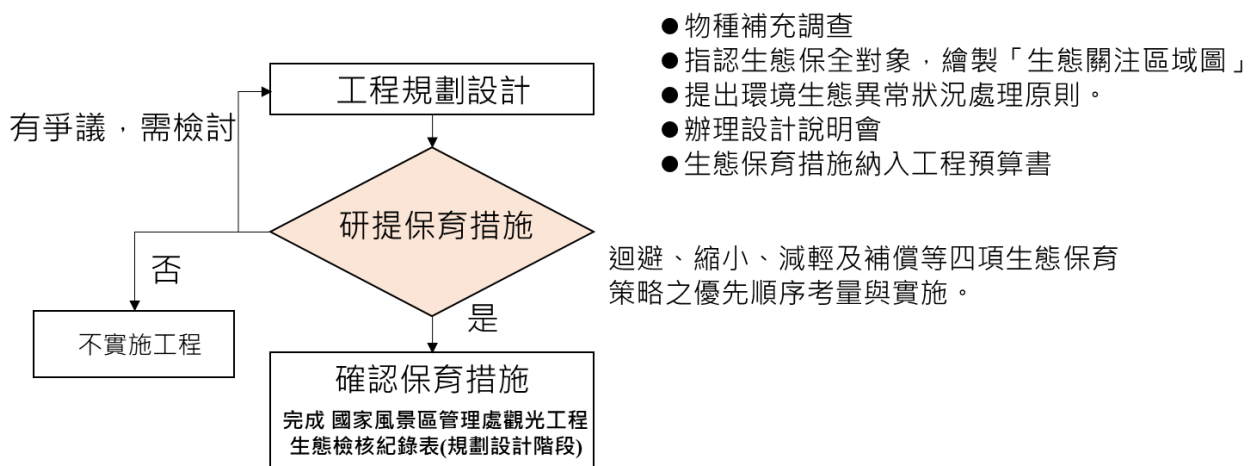 ●物種補充調查
●指認生態保全對象，繪製「生態關注區域圖」
●提出環境生態異常狀況處理原則。
●辦理設計說明會
●生態保育措施納入工程預算書
工程規劃設計
有爭議，需檢討
研提保育措施
迴避、縮小、減輕及補償等四項生態保育
策略之優先順序考量與實施。
否
是
不實施工程
確認保育措施
完成 國家風景區管理處觀光工程
生態檢核紀錄表(規劃設計階段)